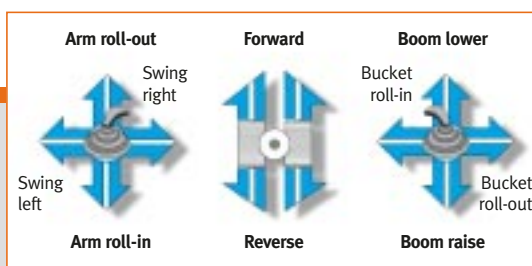 Arm roll-out
Forward
Boom lower
Swing
right
Bucket
roll-in
Swing
left
Bucket
roll-out
Arm roll-in
Reverse
Boom raise